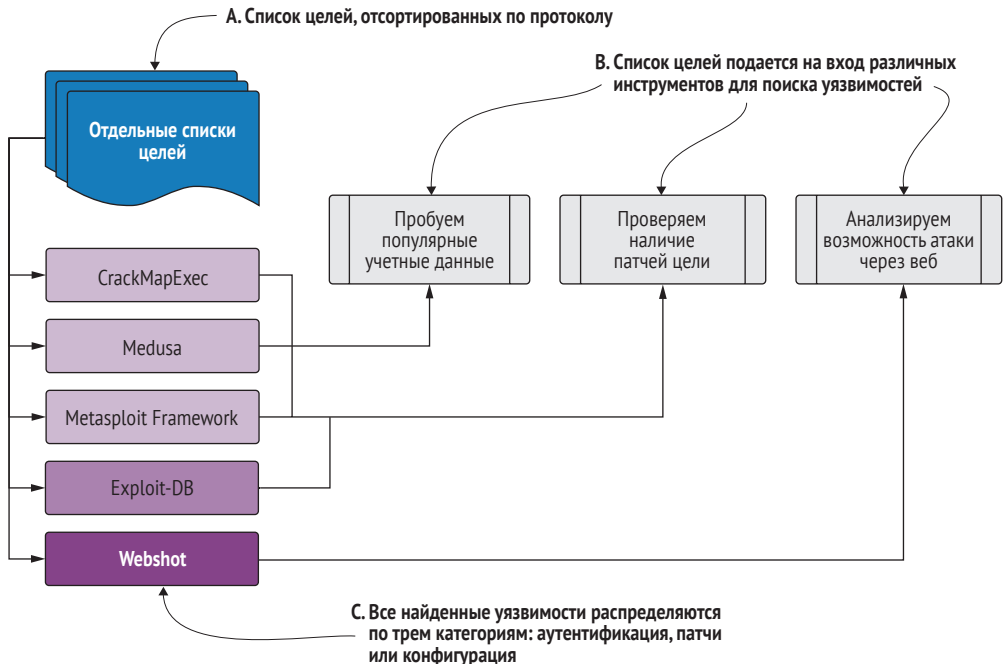 А. Список целей, отсортированных по протоколу
В. Список целей подается на вход различных
инструментов для поиска уязвимостей
Отдельные списки
целей
Пробуем
популярные
учетные данные
Проверяем
наличие
патчей цели
Анализируем
возможность атаки
через веб
CrackMapExec
Medusa
Metasploit Framework
Exploit-DB
Webshot
С. Все найденные уязвимости распределяются
по трем категориям: аутентификация, патчи
или конфигурация